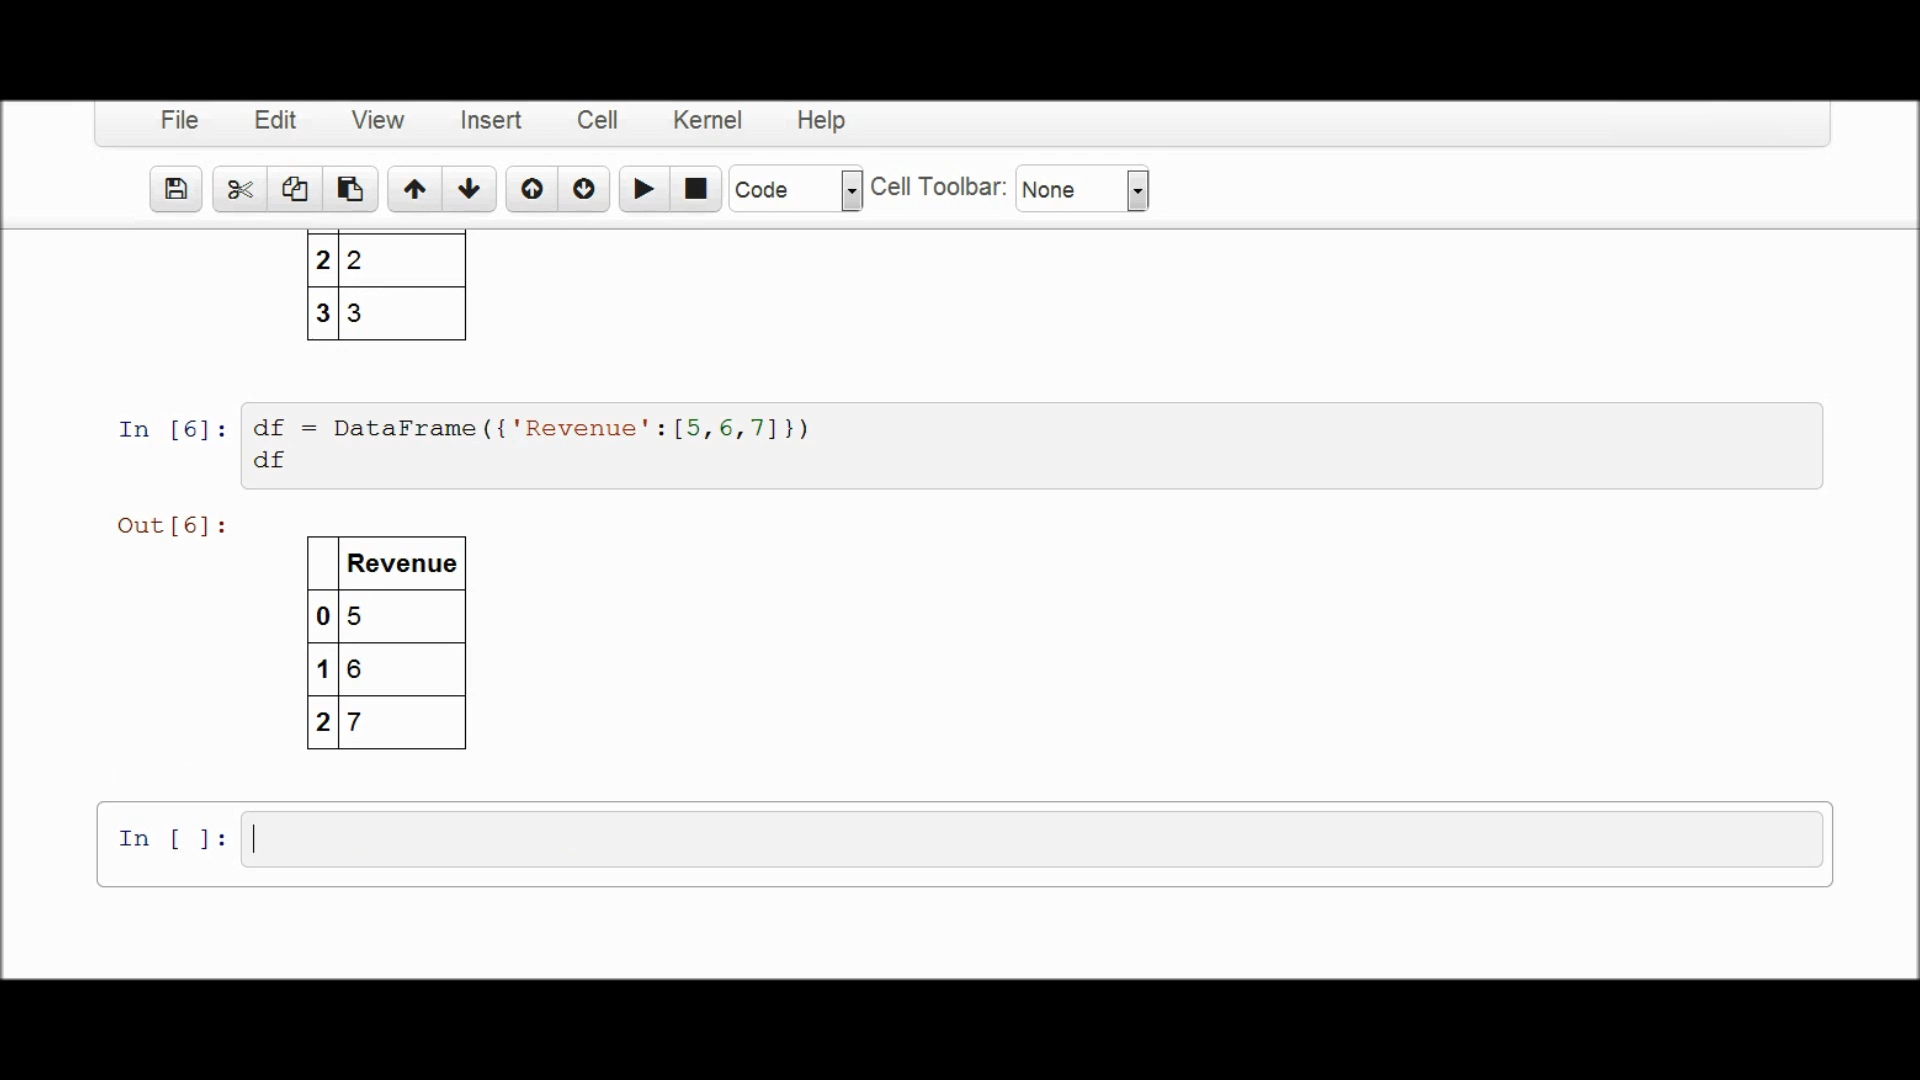 File Edit View Insert Cell Kernel Help
Code Cell Toolbar: None
2 2
3 3
In [6]: df = DataFrame({'Revenue':[5,6,7]})
df
Out[6]:
Revenue
0 5
1 6
2 7
In [ ]: